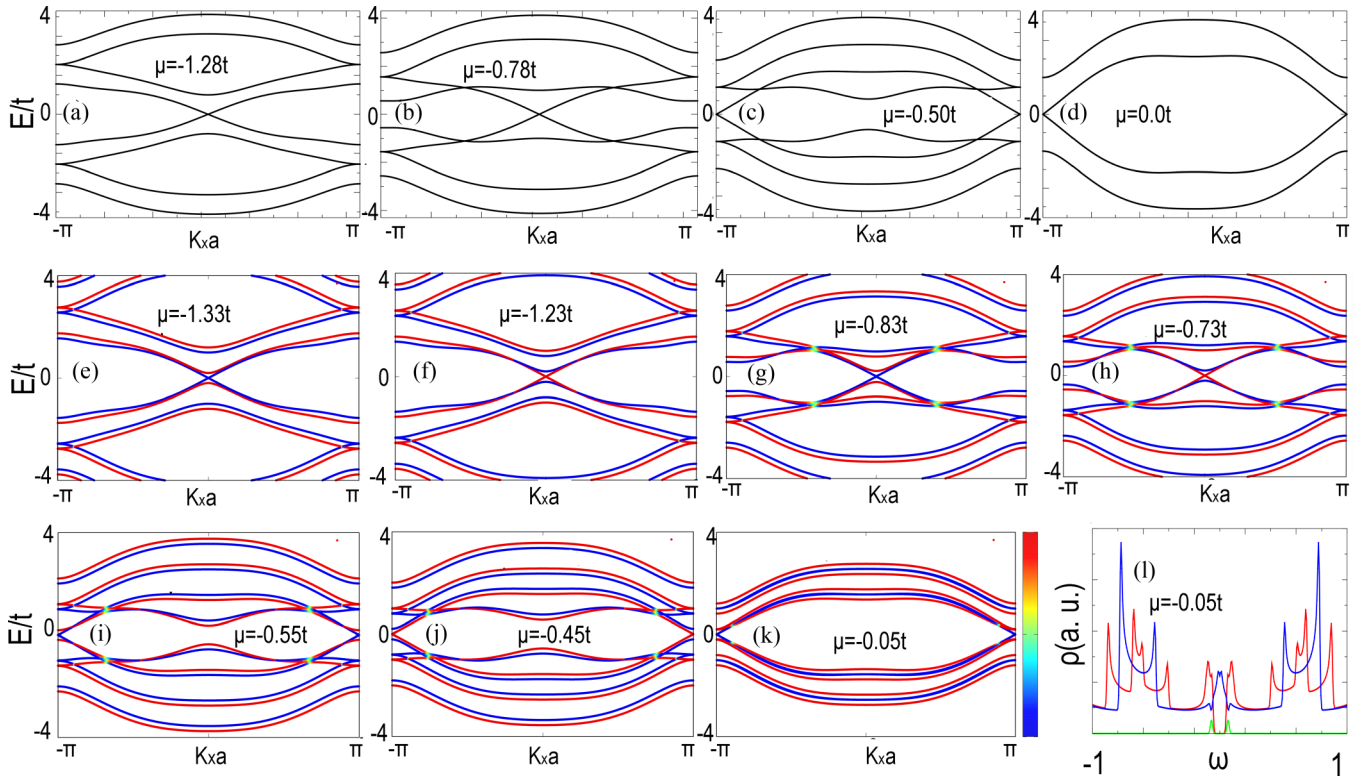 4 4 4 4
μ=-1.28t μ=-0.78t
(a) (b) (c) μ=-0.50t (d) μ=0.0t
E/t 0 0 0 0
-4 -4 -4 -4
-π π -π π -π π -π π
Kxa Kxa Kxa Kxa
4 4 4 4
μ=-1.33t μ=-1.23t μ=-0.83t μ=-0.73t
0 (e) 0 (f) 0 (g) 0 (h)
-4 -4 -4 -4
-π π -π π -π π -π π
Kxa Kxa Kxa Kxa
4 4 4
(l)
μ=-0.05t
E/t 0 (i) μ=-0.55t 0 (j) μ=-0.45t 0 (k) μ=-0.05t ρ(a. u.)
-4 -4 -4
-π π -π π -π π -1 ω 1
Kxa Kxa Kxa